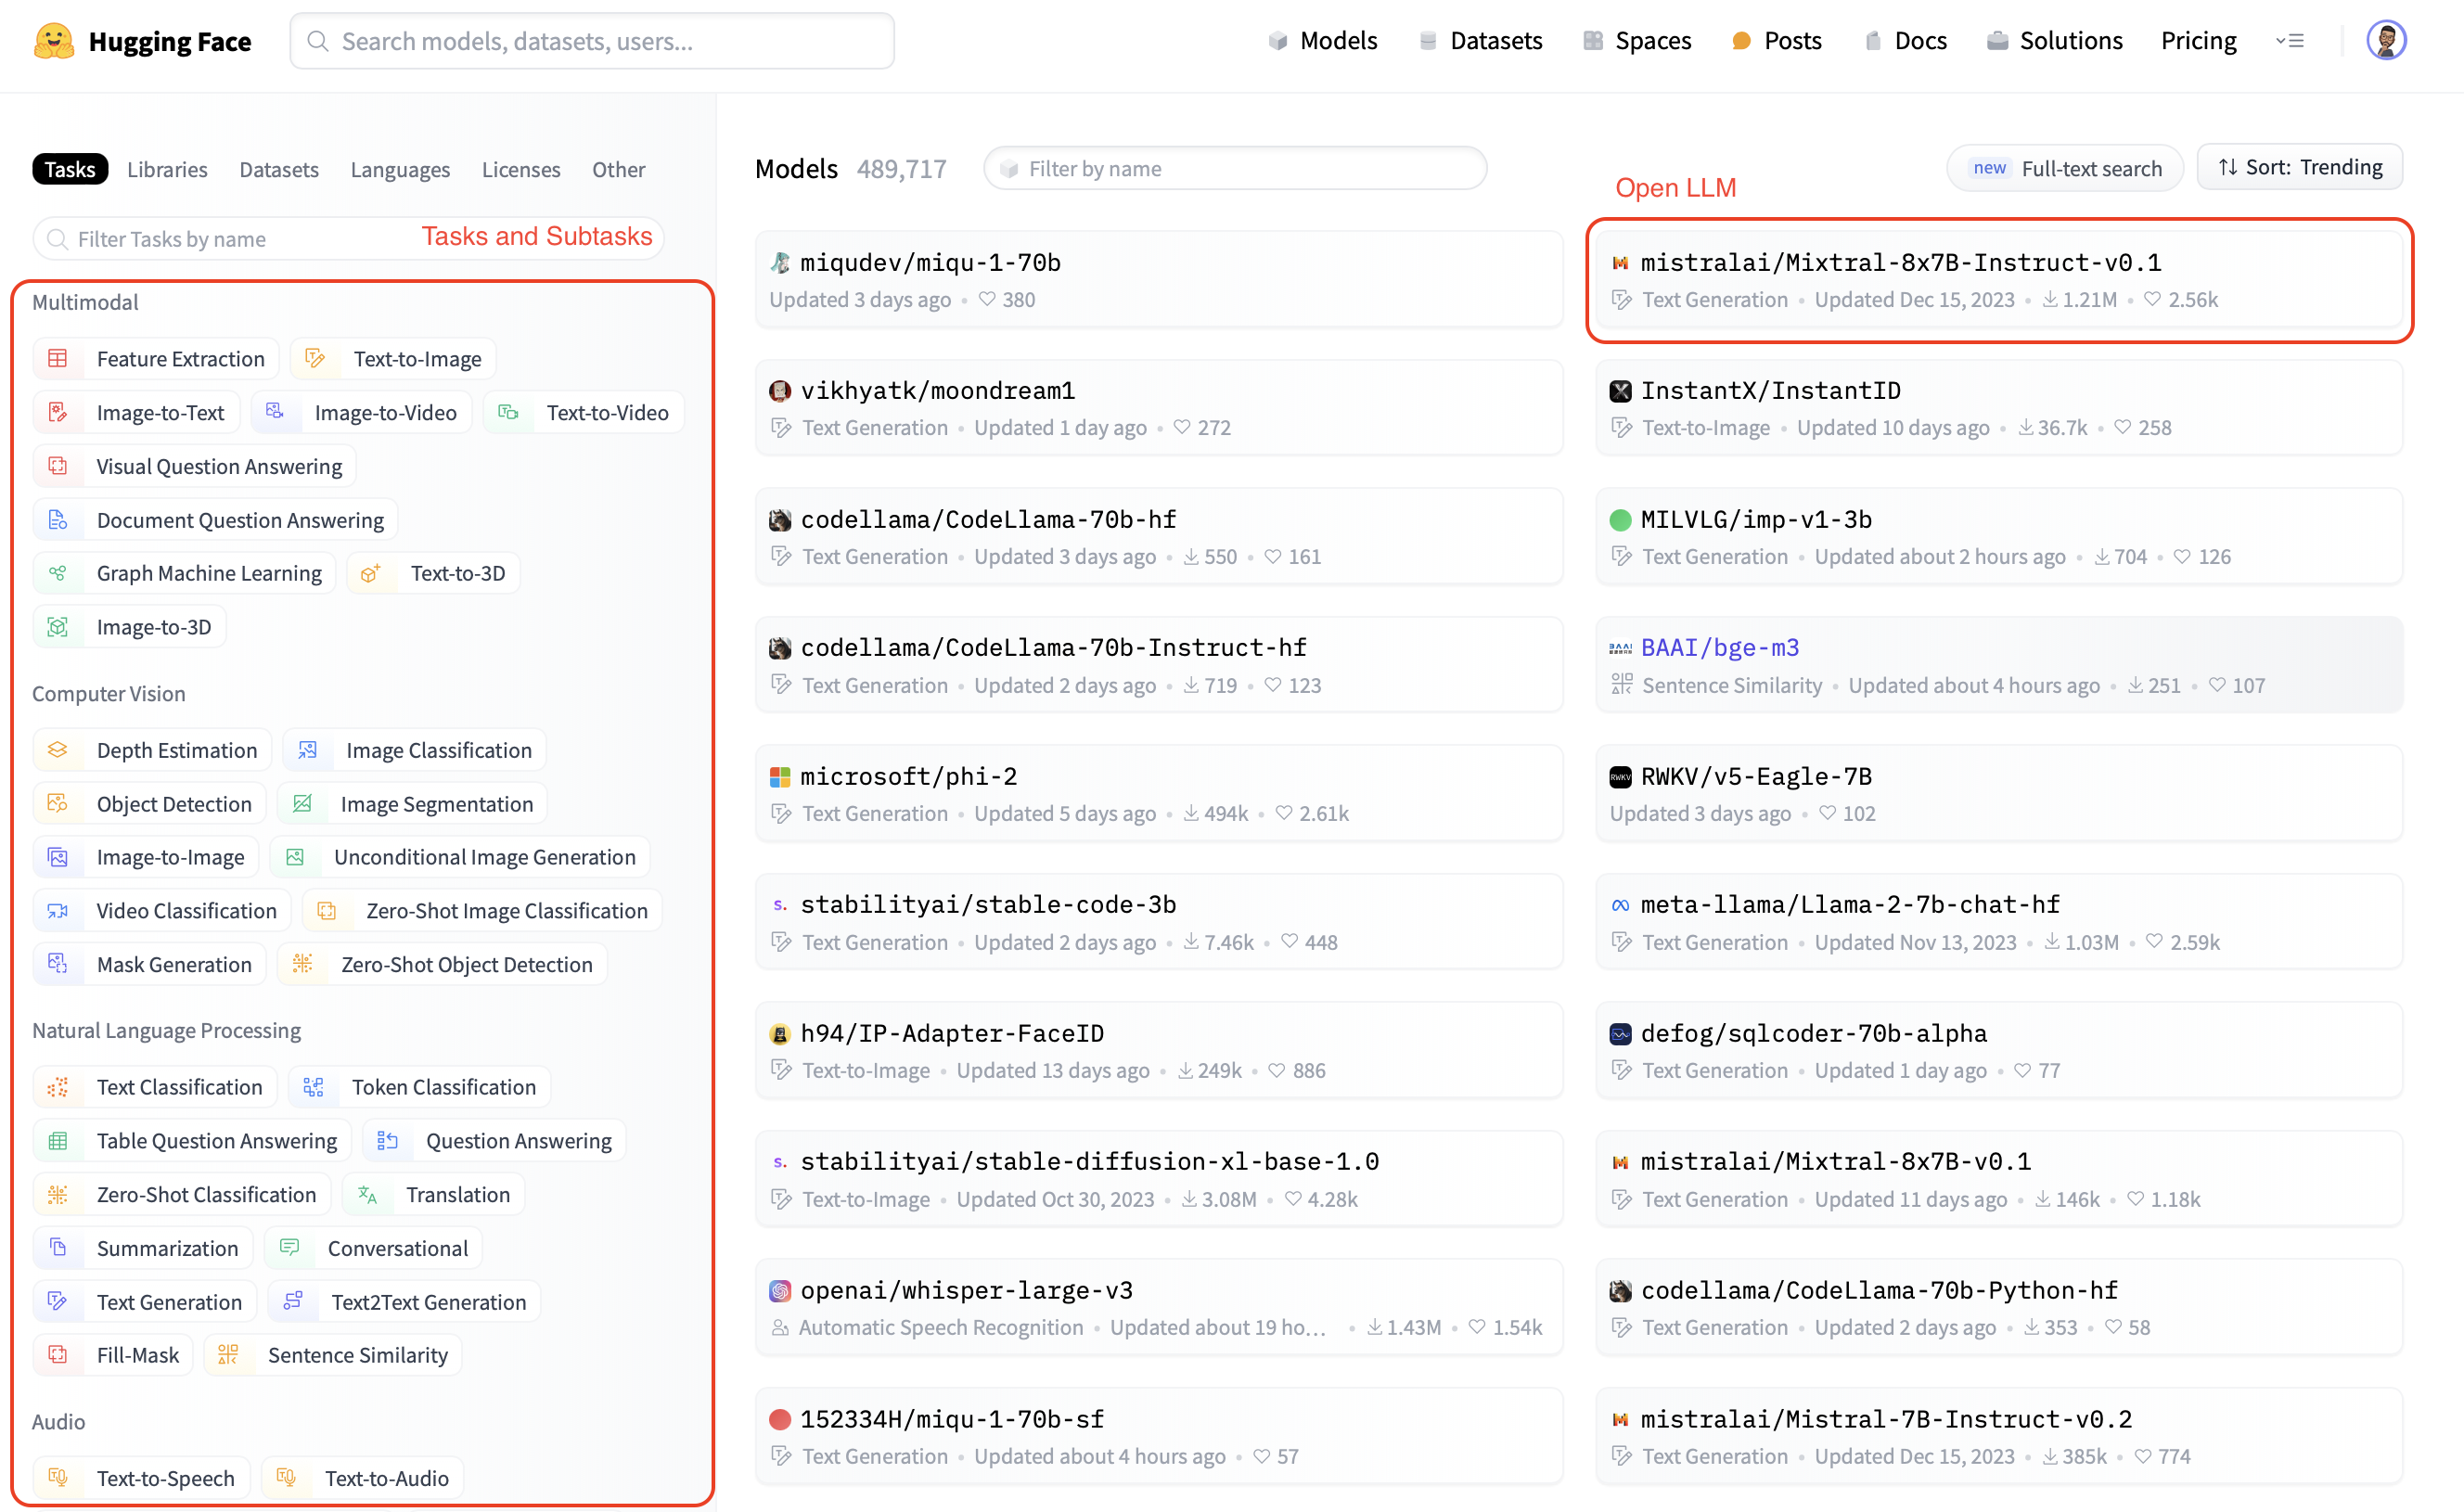 Hugging Face
Search models, datasets, users...
Models
Datasets
Spaces
Posts
Docs
Solutions
Pricing
Tasks
Libraries
Datasets
Languages
Licenses
Other
Filter Tasks by name
Tasks and Subtasks
Multimodal
Feature Extraction
Text-to-Image
Image-to-Text
Image-to-Video
Text-to-Video
Visual Question Answering
Document Question Answering
Graph Machine Learning
Text-to-3D
Image-to-3D
Computer Vision
Depth Estimation
Image Classification
Object Detection
Image Segmentation
Image-to-Image
Unconditional Image Generation
Video Classification
Zero-Shot Image Classification
Mask Generation
Zero-Shot Object Detection
Natural Language Processing
Text Classification
Token Classification
Table Question Answering
Question Answering
Zero-Shot Classification
Translation
Summarization
Conversational
Text Generation
Text2Text Generation
Fill-Mask
Sentence Similarity
Audio
Text-to-Speech
Text-to-Audio
Models 489,717
Filter by name
new Full-text search
Sort: Trending
Open LLM
miqudev/miqu-1-70b
Updated 3 days ago • 380
mistralai/Mixtral-8x7B-Instruct-v0.1
Text Generation • Updated Dec 15, 2023 • 1.21M • 2.56k
vikhyatk/moondream1
Text Generation • Updated 1 day ago • 272
InstantX/InstantID
Text-to-Image • Updated 10 days ago • 36.7k • 258
codellama/CodeLlama-70b-hf
Text Generation • Updated 3 days ago • 550 • 161
MILVLG/imp-v1-3b
Text Generation • Updated about 2 hours ago • 704 • 126
codellama/CodeLlama-70b-Instruct-hf
Text Generation • Updated 2 days ago • 719 • 123
BAAI/bge-m3
Sentence Similarity • Updated about 4 hours ago • 251 • 107
microsoft/phi-2
Text Generation • Updated 5 days ago • 494k • 2.61k
RWKV/v5-Eagle-7B
Updated 3 days ago • 102
stabilityai/stable-code-3b
Text Generation • Updated 2 days ago • 7.46k • 448
meta-llama/Llama-2-7b-chat-hf
Text Generation • Updated Nov 13, 2023 • 1.03M • 2.59k
h94/IP-Adapter-FaceID
Text-to-Image • Updated 13 days ago • 249k • 886
defog/sqlcoder-70b-alpha
Text Generation • Updated 1 day ago • 77
stabilityai/stable-diffusion-xl-base-1.0
Text-to-Image • Updated Oct 30, 2023 • 3.08M • 4.28k
mistralai/Mixtral-8x7B-v0.1
Text Generation • Updated 11 days ago • 146k • 1.18k
openai/whisper-large-v3
Automatic Speech Recognition • Updated about 19 ho... • 1.43M • 1.54k
codellama/CodeLlama-70b-Python-hf
Text Generation • Updated 2 days ago • 353 • 58
152334H/miqu-1-70b-sf
Text Generation • Updated about 4 hours ago • 57
mistralai/Mistral-7B-Instruct-v0.2
Text Generation • Updated Dec 15, 2023 • 385k • 774